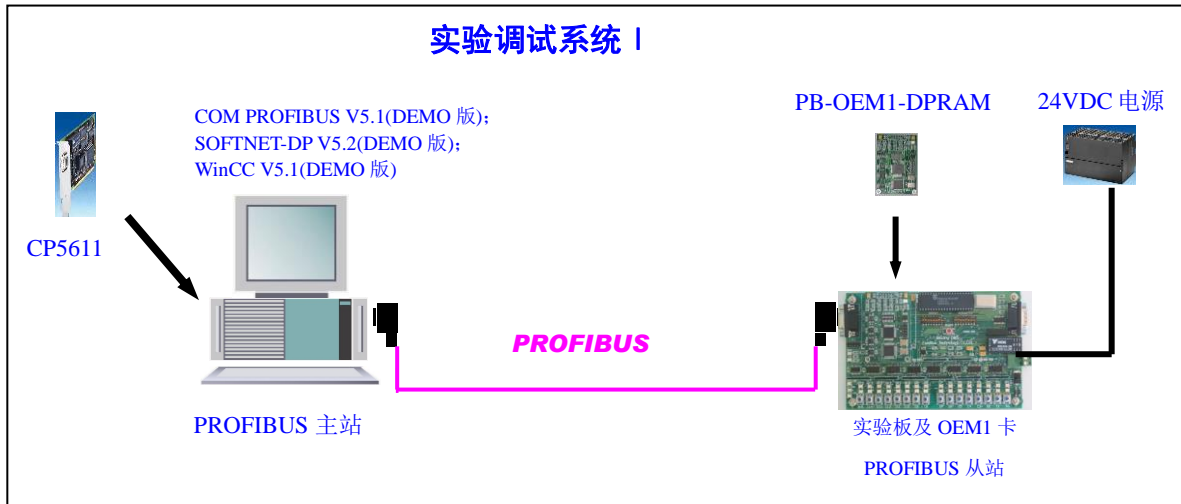 实验调试系统 I
COM PROFIBUS V5.1(DEMO 版);
SOFTNET-DP V5.2(DEMO 版);
WinCC V5.1(DEMO 版)
PB-OEM1-DPRAM
24VDC 电源
CP5611
PROFIBUS
PROFIBUS 主站
实验板及 OEM1 卡
PROFIBUS 从站